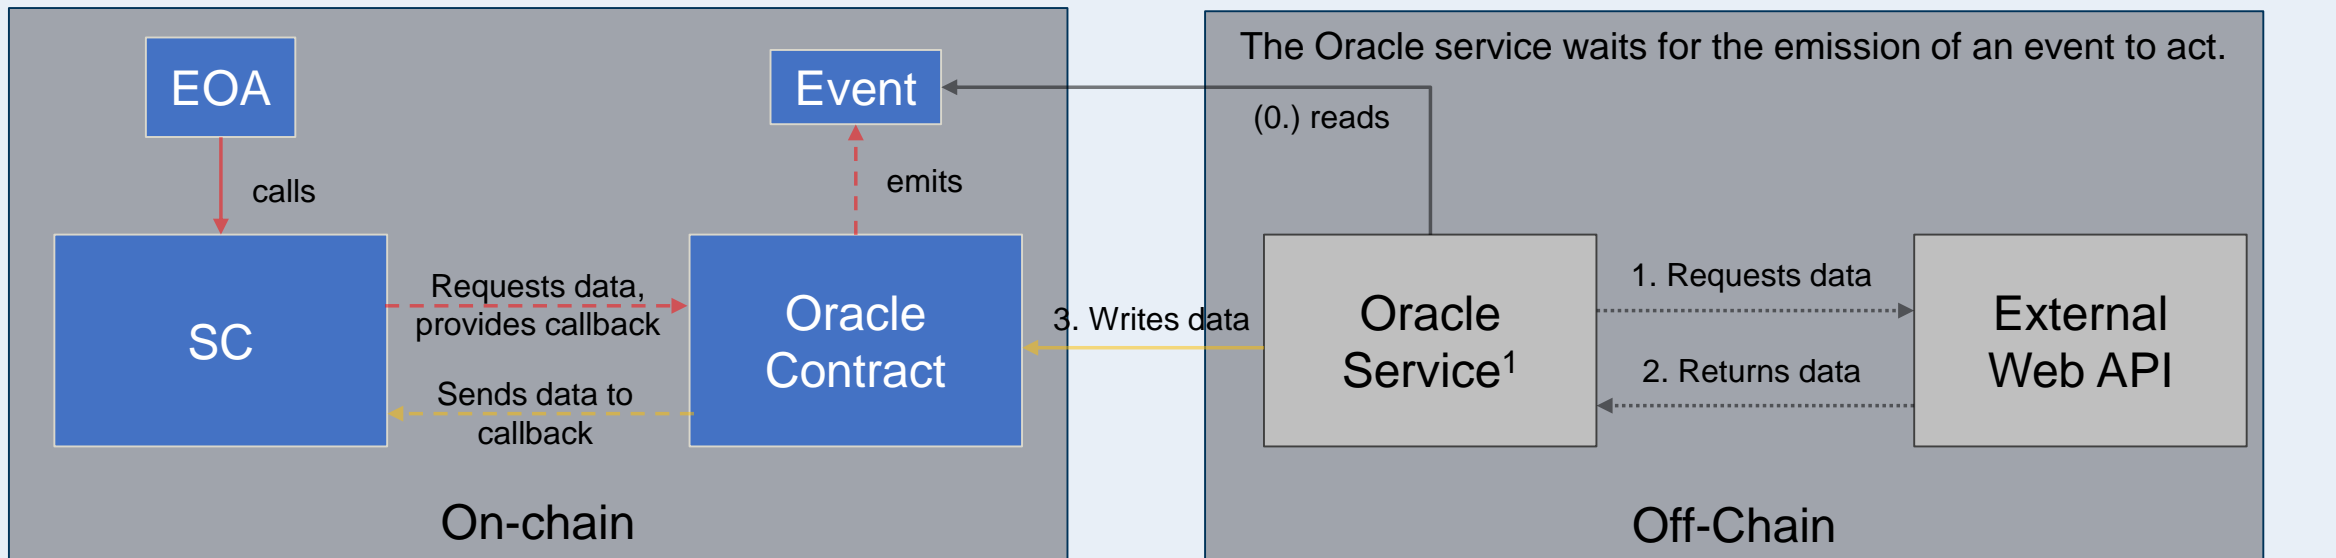 The Oracle service waits for the emission of an event to act.
EOA
Event
(0.) reads
calls
emits
SC
Requests data,
provides callback
Sends data to
callback
Oracle
Contract
3. Writes data
Oracle
Service¹
1. Requests data
2. Returns data
External
Web API
On-chain
Off-Chain